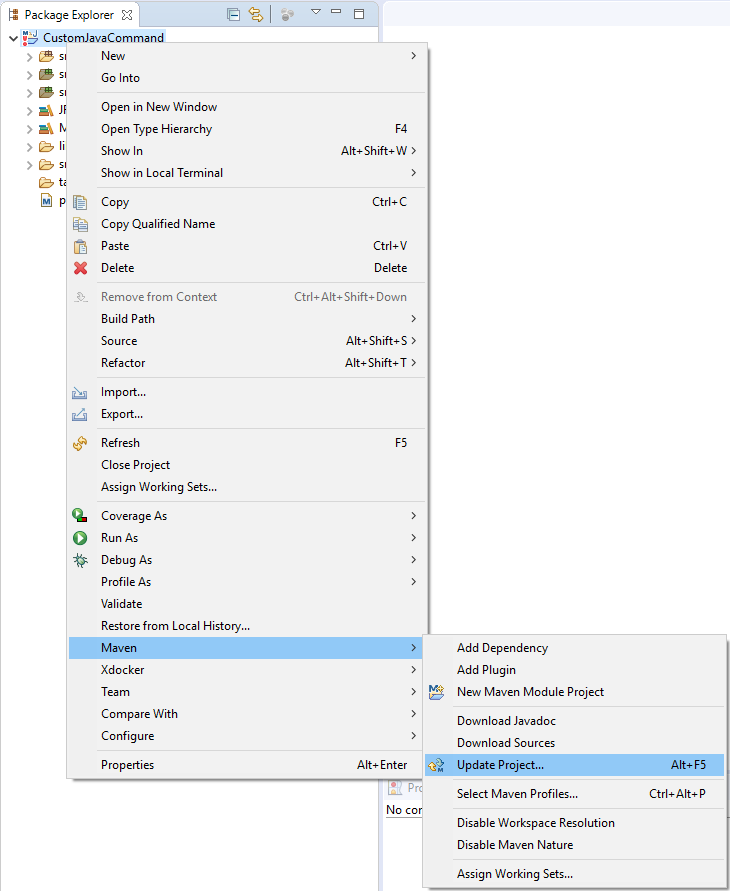 Package Explorer
CustomJavaCommand
New
Go Into
Open in New Window
Open Type Hierarchy F4
Show In Alt+Shift+W
Show in Local Terminal
Copy Ctrl+C
Copy Qualified Name
Paste Ctrl+V
Delete Delete
Remove from Context Ctrl+Alt+Shift+Down
Build Path
Source Alt+Shift+S
Refactor Alt+Shift+T
Import...
Export...
Refresh F5
Close Project
Assign Working Sets...
Coverage As
Run As
Debug As
Profile As
Validate
Restore from Local History...
Maven
Xdocker
Team
Compare With
Configure
Properties Alt+Enter
Add Dependency
Add Plugin
New Maven Module Project
Download Javadoc
Download Sources
Update Project... Alt+F5
Select Maven Profiles... Ctrl+Alt+P
Disable Workspace Resolution
Disable Maven Nature
Assign Working Sets...
No